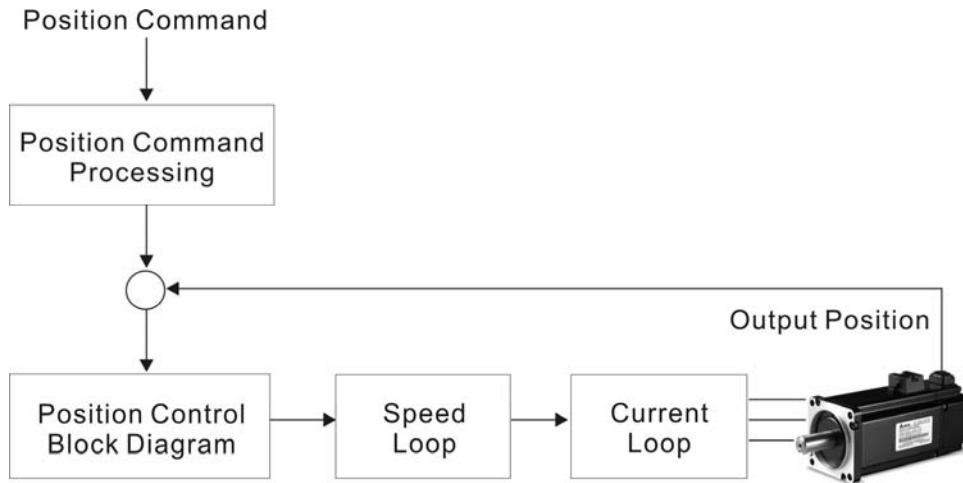 Position Command
Position Command
Processing
Output Position
Position Control
Block Diagram
Speed
Loop
Current
Loop